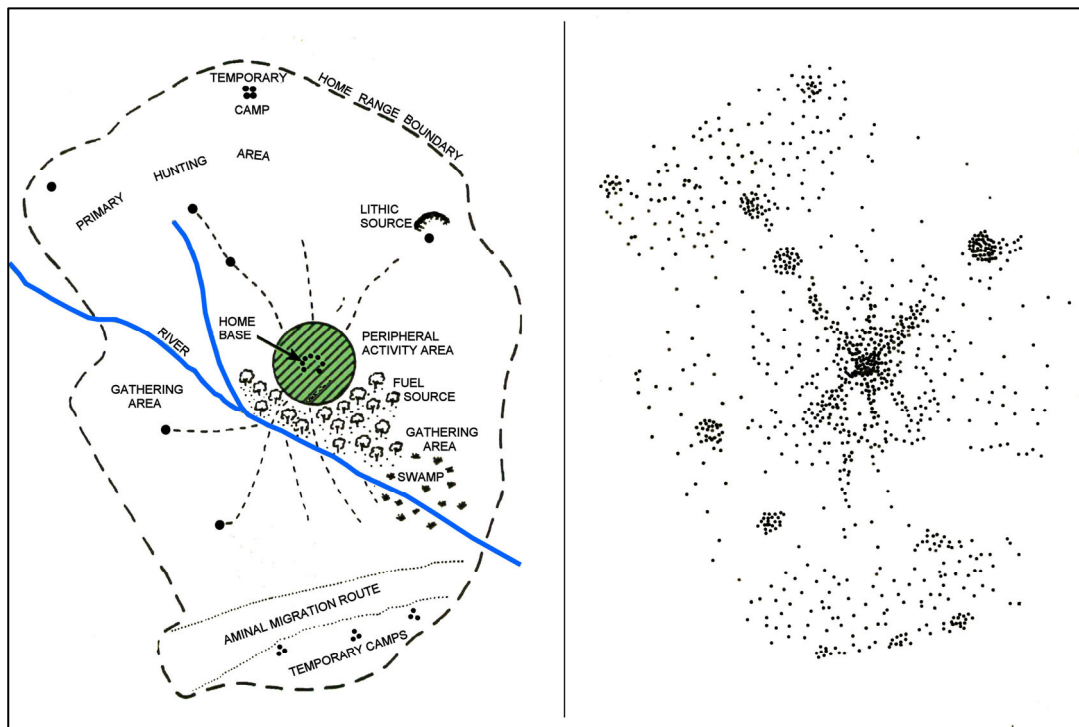 TEMPORARY
CAMP
HOME RANGE BOUNDARY
PRIMARY HUNTING AREA
LITHIC
SOURCE
RIVER
HOME
BASE
PERIPHERAL
ACTIVITY AREA
GATHERING
AREA
FUEL
SOURCE
GATHERING
AREA
SWAMP
AMINAL MIGRATION ROUTE
TEMPORARY CAMPS